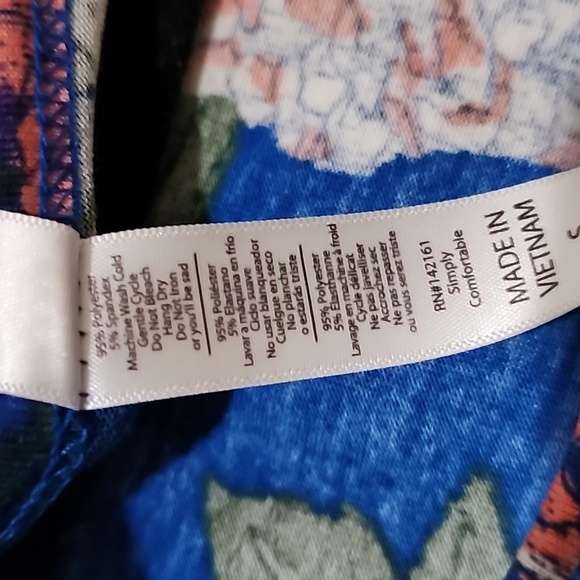 95% Polyester
5% Spandex
Machine Wash Cold
Gentle Cycle
Do Not Bleach
Hang Dry
Do Not Iron
or you'll be sad
95% Poliéster
5% Elastino
Lavar a máquina en frío
Ciclo suave
No usar blanqueador
Cuelgue en seco
No planchar
o estarás triste
95% Polyester
5% Elasthanne
Lavage en machine à froid
Cycle délicat
Ne pas javelliser
Accrochez sec
Ne pas repasser
ou vous serez triste
RN#142161
Simply
Comfortable
MADE IN
VIETNAM
S